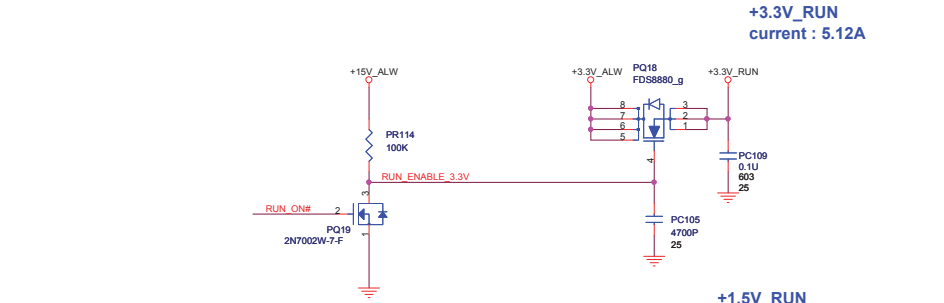 +3.3V_RUN
current : 5.12A
+15V_ALW
+3.3V_ALW
PQ18
FDS8880_g
+3.3V_RUN
8
7
6
5
3
2
1
4
PR114
100K
PC109
0.1U
603
25
RUN_ENABLE_3.3V
3
RUN_ON#
2
1
PQ19
2N7002W-7-F
PC105
4700P
25
+1.5V_RUN